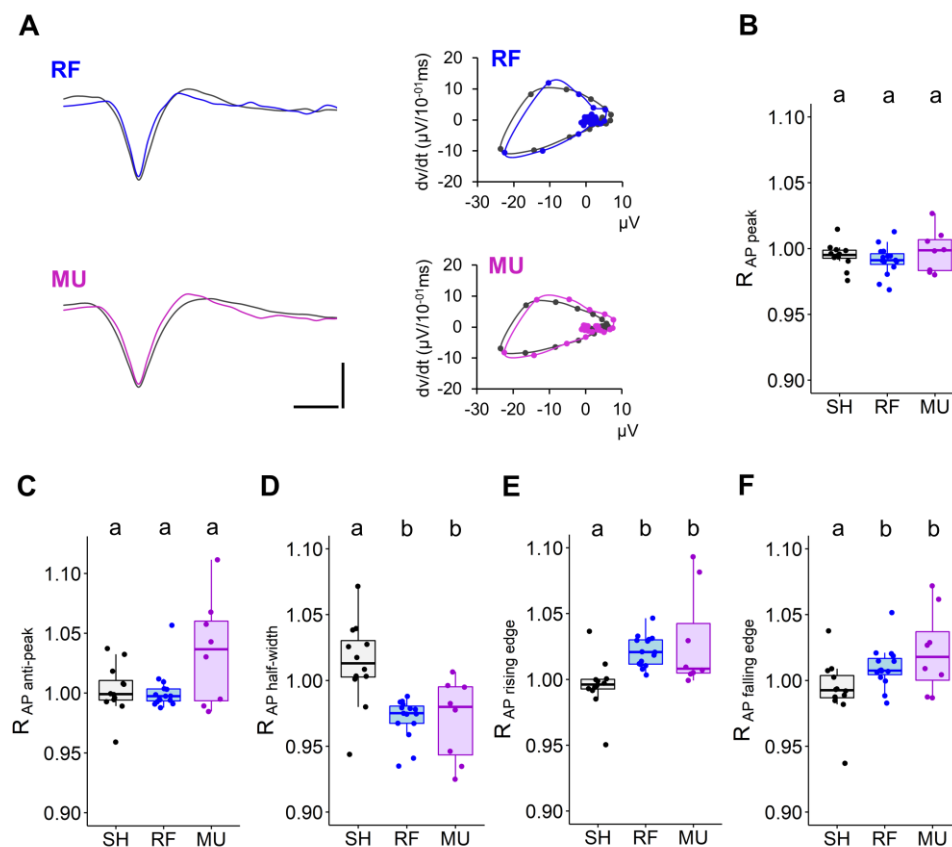 A
RF
RF
dv/dt (µV/10⁻⁰¹ms)
20
10
0
-10
-20
-30 -20 -10 0 10
µV
MU
MU
dv/dt (µV/10⁻⁰¹ms)
20
10
0
-10
-20
-30 -20 -10 0 10
µV
B
a a a
R AP peak
1.10
1.05
1.00
0.95
0.90
SH RF MU
C
a a a
R AP anti-peak
1.10
1.05
1.00
0.95
0.90
SH RF MU
D
a b b
R AP half-width
1.10
1.05
1.00
0.95
0.90
SH RF MU
E
a b b
R AP rising edge
1.10
1.05
1.00
0.95
0.90
SH RF MU
F
a b b
R AP falling edge
1.10
1.05
1.00
0.95
0.90
SH RF MU